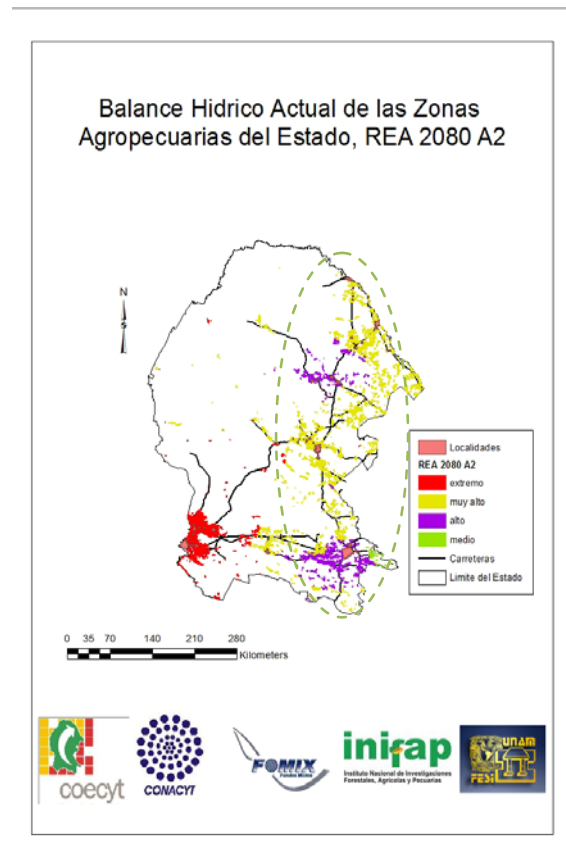 Balance Hidrico Actual de las Zonas
Agropecuarias del Estado, REA 2080 A2
N
S
Localidades
REA 2080 A2
extremo
muy alto
alto
medio
Carreteras
Limite del Estado
0 35 70 140 210 280
Kilometers
coecyt
CONACYT
FOMIX
Fondos Mixtos
inifap
Instituto Nacional de Investigaciones
Forestales, Agrícolas y Pecuarias
UNAM
FESI